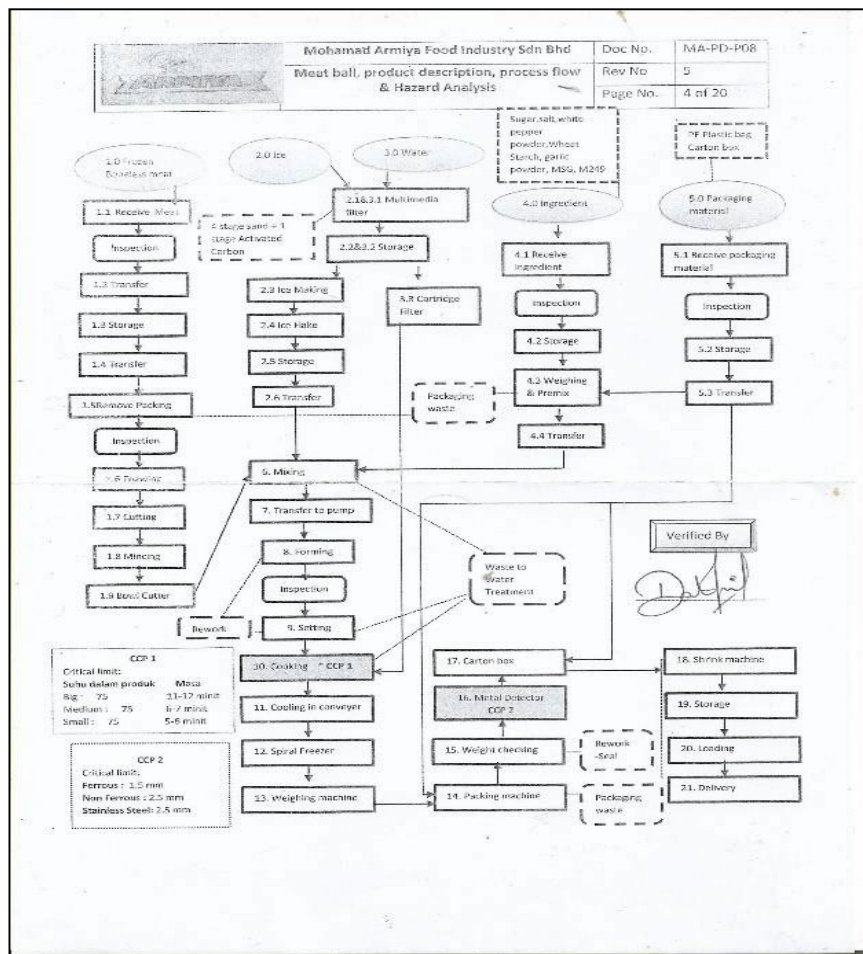 Mohamad Armiya Food Industry Sdn Bhd
Doc No.
MA-PD-P08
Meat ball, product description, process flow
& Hazard Analysis
Rev No
5
Page No.
4 of 20
1.0 Frozen
Boneless meat
2.0 Ice
3.0 Water
Sugar,salt,white
pepper
powder,Wheat
Starch, garlic
powder, MSG, M249
PE Plastic bag
Carton box
4.0 Ingredient
5.0 Packaging
material
1.1 Receive Meat
Inspection
1.2 Transfer
1.3 Storage
1.4 Transfer
1.5Remove Packing
Inspection
1.7 Cutting
1.8 Mincing
1.9 Bowl Cutter
4 stage sand + 1
stage Activated
Carbon
2.1&3.1 Multimedia
filter
2.2&3.2 Storage
2.3 Ice Making
2.4 Ice Flake
2.5 Storage
2.6 Transfer
3.3 Cartridge
Filter
4.1 Receive
Ingredient
Inspection
4.2 Storage
4.3 Weighing
& Premix
4.4 Transfer
5.1 Receive packaging
material
Inspection
5.2 Storage
5.3 Transfer
Packaging
waste
6. Mixing
7. Transfer to pump
8. Forming
Inspection
9. Setting
Rework
Waste to
Water
Treatment
Verified By
10. Cooking * CCP 1
11. Cooling in conveyer
12. Spiral Freezer
13. Weighing machine
CCP 1
Critical limit:
Suhu dalam produk Masa
Big : 75 11-12 minit
Medium : 75 6-7 minit
Small : 75 5-6 minit
CCP 2
Critical limit:
Ferrous : 1.5 mm
Non Ferrous : 2.5 mm
Stainless Steel: 2.5 mm
17. Carton box
16. Metal Detector
CCP 2
15. Weight checking
14. Packing machine
Rework
-Seal
Packaging
waste
18. Shrink machine
19. Storage
20. Loading
21. Delivery